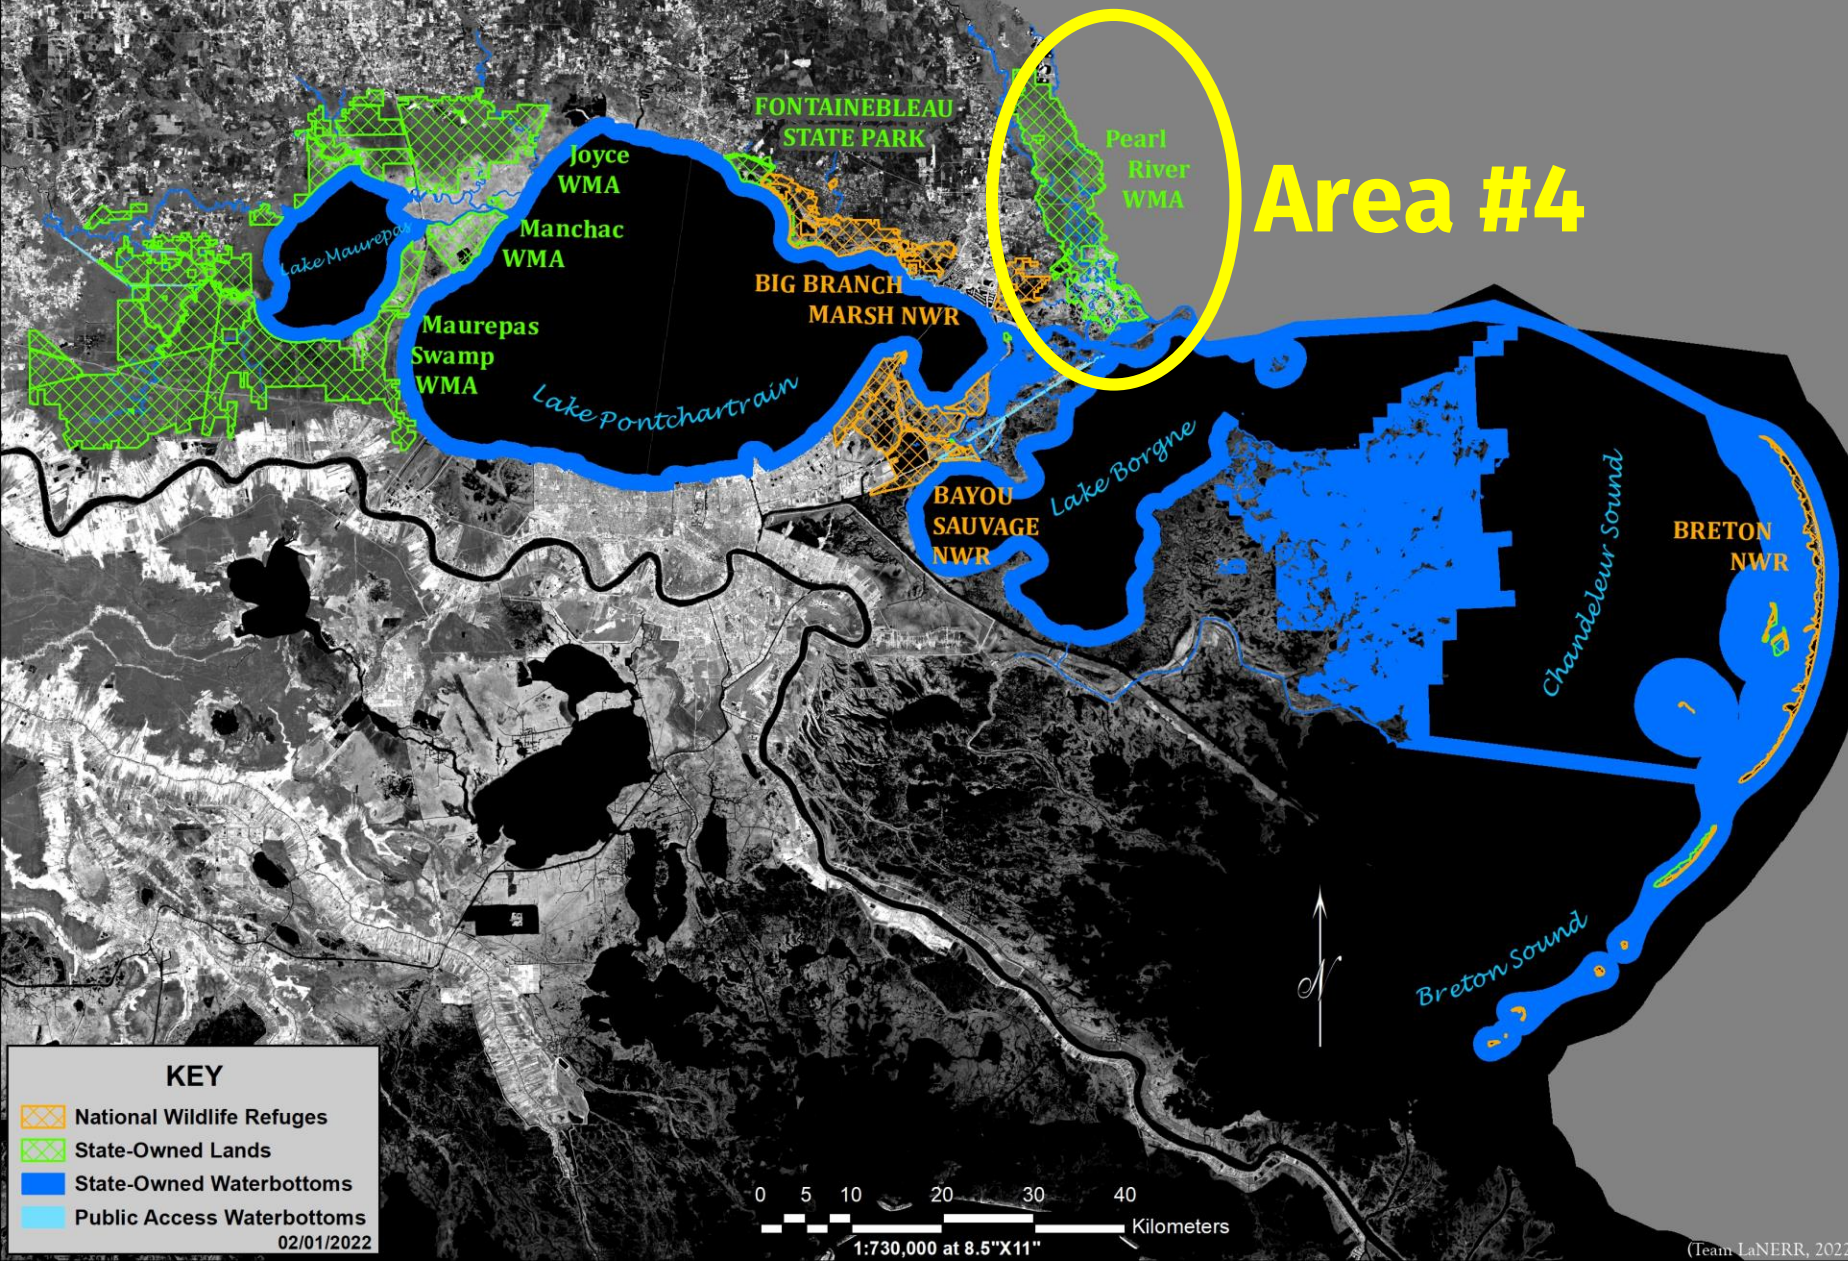 FONTAINEBLEAU
STATE PARK
Pearl
River
WMA
Area #4
Joyce
WMA
Manchac
WMA
Lake Maurepas
BIG BRANCH
MARSH NWR
Maurepas
Swamp
WMA
Lake Pontchartrain
Lake Borgne
BAYOU
SAUVAGE
NWR
Chandeleur Sound
BRETON
NWR
Breton Sound
N
KEY
National Wildlife Refuges
State-Owned Lands
State-Owned Waterbottoms
Public Access Waterbottoms
02/01/2022
0 5 10 20 30 40
Kilometers
1:730,000 at 8.5"X11"
(Team LaNERR, 2022